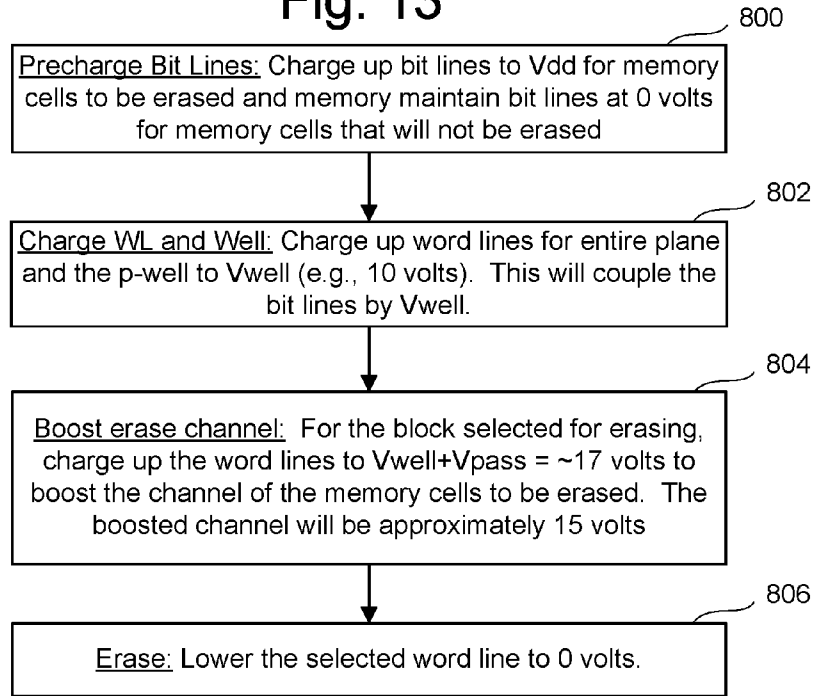 Fig. 13
800
Precharge Bit Lines: Charge up bit lines to Vdd for memory
cells to be erased and memory maintain bit lines at 0 volts
for memory cells that will not be erased
802
Charge WL and Well: Charge up word lines for entire plane
and the p-well to Vwell (e.g., 10 volts). This will couple the
bit lines by Vwell.
804
Boost erase channel: For the block selected for erasing,
charge up the word lines to Vwell+Vpass = ~17 volts to
boost the channel of the memory cells to be erased. The
boosted channel will be approximately 15 volts
806
Erase: Lower the selected word line to 0 volts.